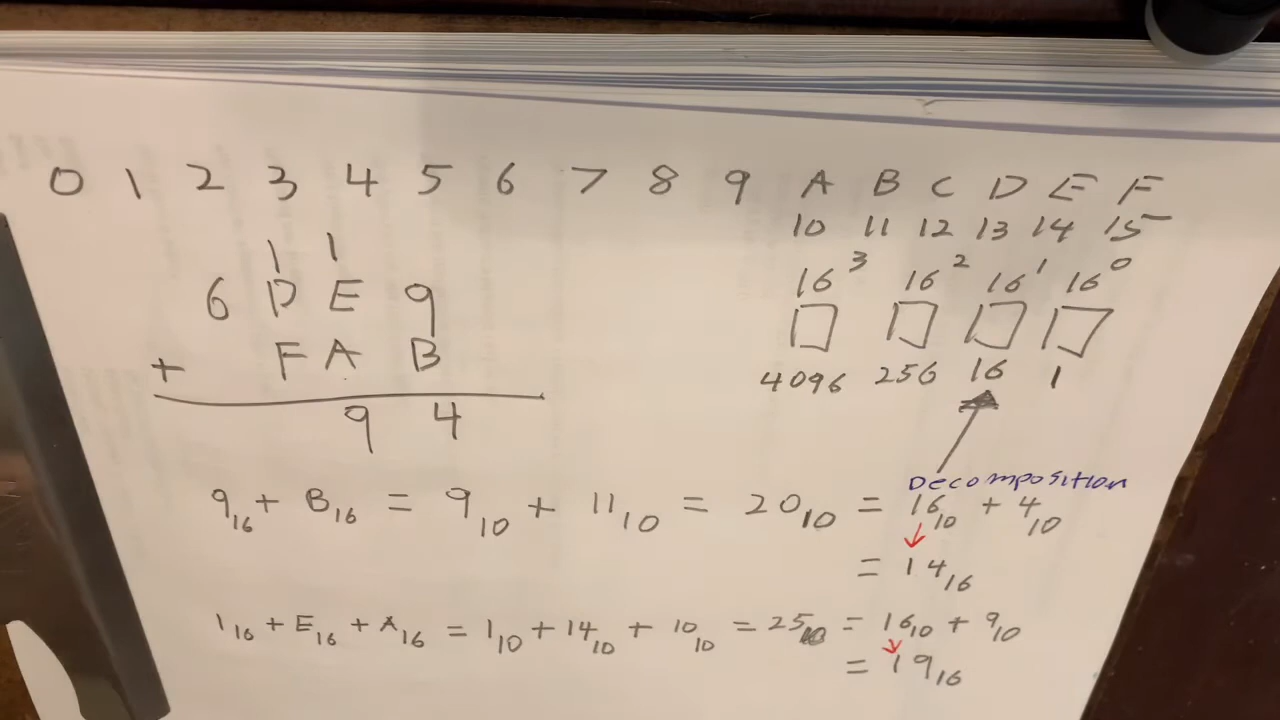 0 1 2 3 4 5 6 7 8 9 A B C D E F
10 11 12 13 14 15
1 1
6 D E 9
+ F A B
9 4
16³ 16² 16¹ 16⁰
4096 256 16 1
Decomposition
9₁₆ + B₁₆ = 9₁₀ + 11₁₀ = 20₁₀ = 16₁₀ + 4₁₀
= 14₁₆
1₁₆ + E₁₆ + A₁₆ = 1₁₀ + 14₁₀ + 10₁₀ = 25₁₀ = 16₁₀ + 9₁₀
= 19₁₆